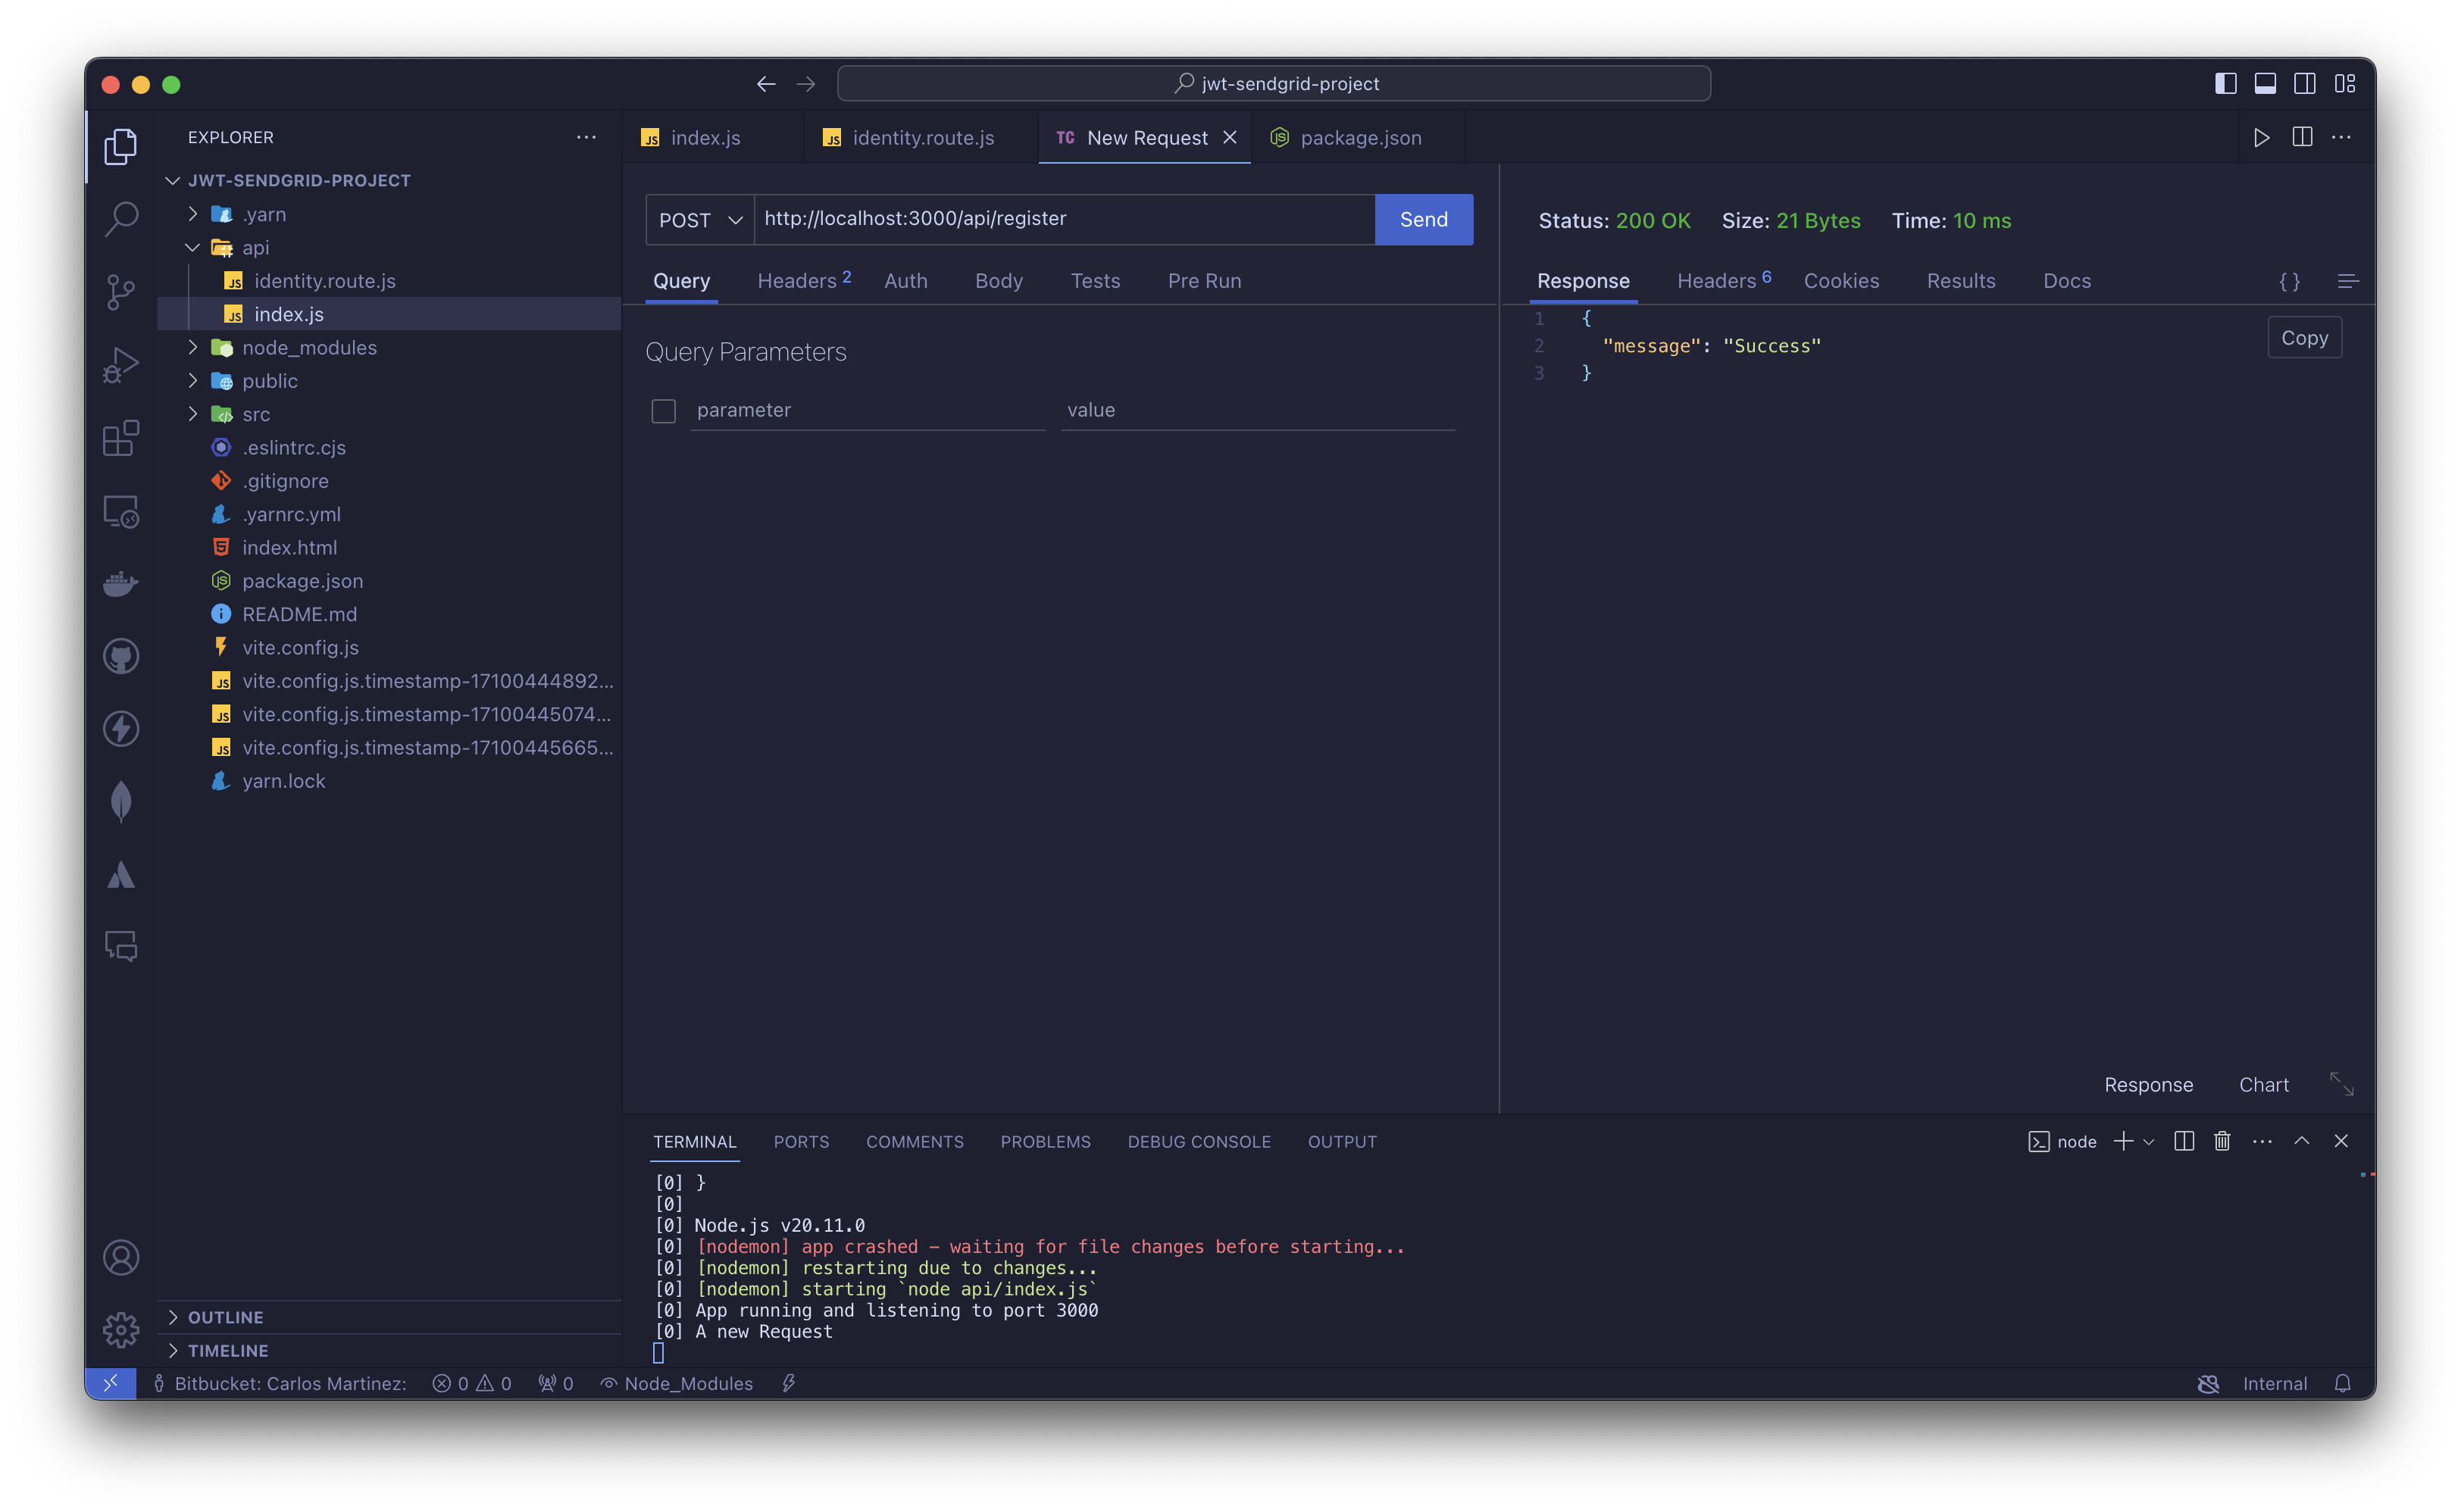 jwt-sendgrid-project
EXPLORER
JWT-SENDGRID-PROJECT
.yarn
api
identity.route.js
index.js
node_modules
public
src
.eslintrc.cjs
.gitignore
.yarnrc.yml
index.html
package.json
README.md
vite.config.js
vite.config.js.timestamp-17100444892...
vite.config.js.timestamp-17100445074...
vite.config.js.timestamp-17100445665...
yarn.lock
OUTLINE
TIMELINE
JS index.js JS identity.route.js TC New Request package.json
POST http://localhost:3000/api/register Send
Query Headers 2 Auth Body Tests Pre Run
Query Parameters
parameter value
Status: 200 OK Size: 21 Bytes Time: 10 ms
Response Headers 6 Cookies Results Docs { }
1 {
2 "message": "Success"
3 }
Copy
Response Chart
TERMINAL PORTS COMMENTS PROBLEMS DEBUG CONSOLE OUTPUT
node
[0] }
[0]
[0] Node.js v20.11.0
[0] [nodemon] app crashed - waiting for file changes before starting...
[0] [nodemon] restarting due to changes...
[0] [nodemon] starting `node api/index.js`
[0] App running and listening to port 3000
[0] A new Request
Bitbucket: Carlos Martinez: 0 0 0 Node_Modules Internal